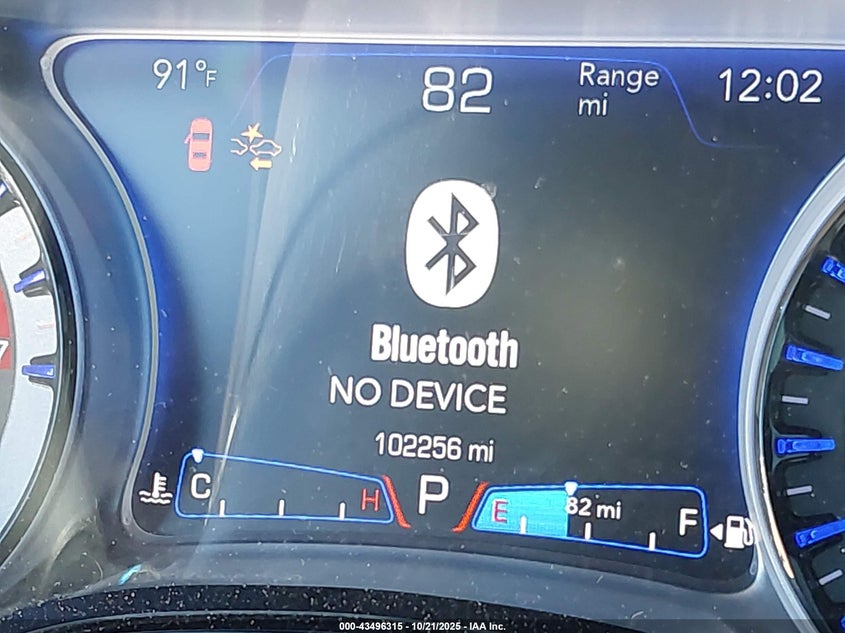 91°F
82
Range
mi
12:02
Bluetooth
NO DEVICE
102256 mi
C
H
P
E
82 mi
F
7
000-43496315 - 10/21/2025 - IAA Inc.